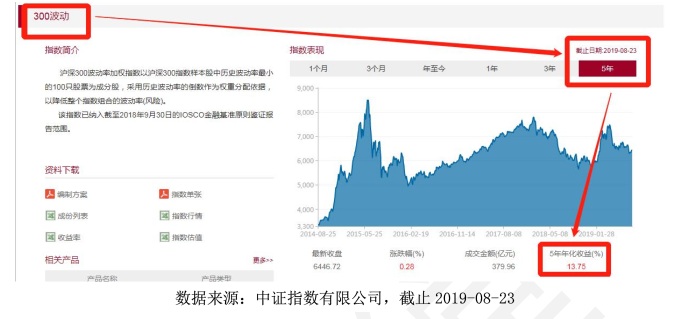 300波动
指数简介
沪深300波动率加权指数以沪深300指数样本股中历史波动率最小
的100只股票为成分股，采用历史波动率的倒数作为权重分配依据，
以降低整个指数组合的波动率(风险)。
该指数已纳入截至2018年9月30日的IOSCO金融基准原则鉴证报
告范围。
资料下载
编制方案
指数单张
成份列表
指数行情
收益率
指数估值
相关产品
更多>>
产品名称
产品类型
指数表现
截止日期:2019-08-23
1个月
3个月
年至今
1年
3年
5年
9,000
8,000
7,000
6,000
5,000
4,000
3,300
2014-08-25
2015-05-25
2016-02-19
2016-11-14
2017-08-08
2018-05-08
2019-01-28
最新收盘
涨跌幅(%)
成交金额(亿元)
5年年化收益(%)
6446.72
0.28
379.96
13.75
数据来源：中证指数有限公司，截止 2019-08-23